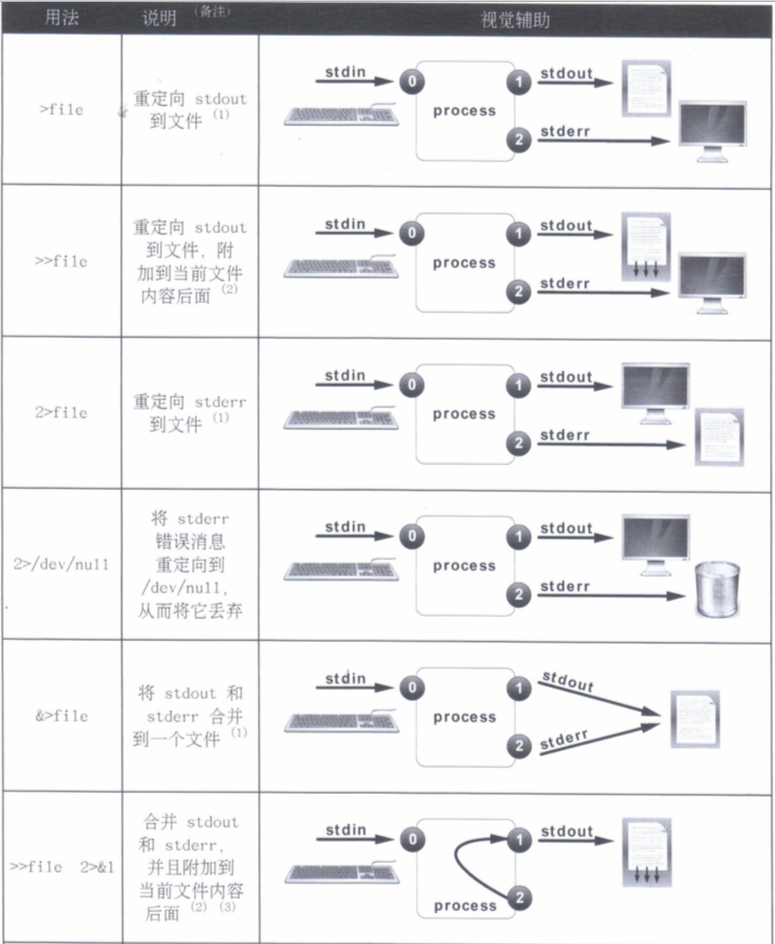 用法 说明 (备注) 视觉辅助
>file
重定向 stdout
到文件 (1)
stdin
0
process
1
stdout
2
stderr
>>file
重定向 stdout
到文件, 附
加到当前文件
内容后面 (2)
stdin
0
process
1
stdout
2
stderr
2>file
重定向 stderr
到文件 (1)
stdin
0
process
1
stdout
2
stderr
2>/dev/null
将 stderr
错误消息
重定向到
/dev/null,
从而将它丢弃
stdin
0
process
1
stdout
2
stderr
&>file
将 stdout 和
stderr 合并
到一个文件 (1)
stdin
0
process
1
stdout
2
stderr
>>file 2>&1
合并 stdout
和 stderr,
并且附加到
当前文件内容
后面 (2) (3)
stdin
0
process
1
stdout
2